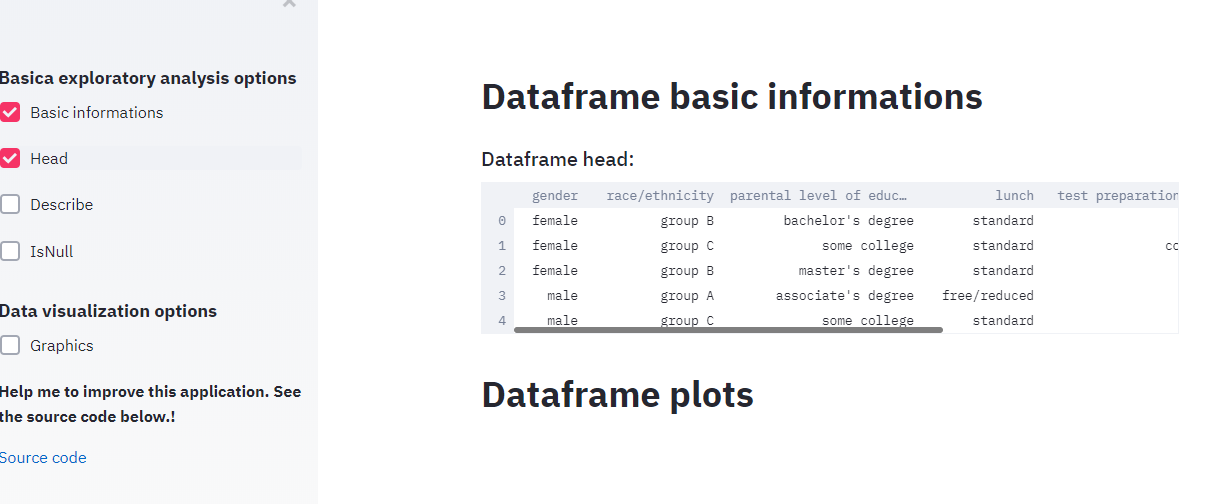 Basica exploratory analysis options
Basic informations
Head
Describe
IsNull
Data visualization options
Graphics
Help me to improve this application. See
the source code below.!
Source code
Dataframe basic informations
Dataframe head:
gender race/ethnicity parental level of educ… lunch test preparation
0 female group B bachelor's degree standard
1 female group C some college standard
2 female group B master's degree standard
3 male group A associate's degree free/reduced
4 male group C some college standard
Dataframe plots